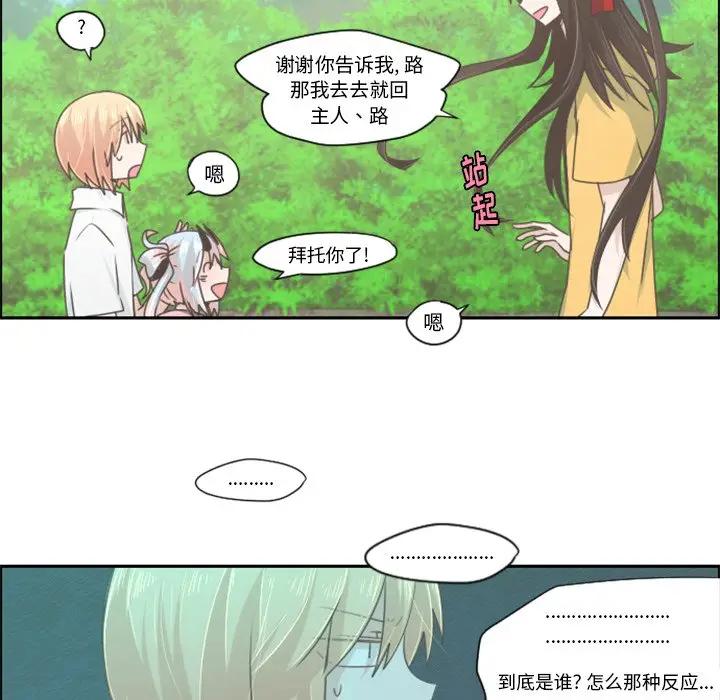 ?
谢谢你告诉我, 路
那我去去就回
主人、路
嗯
站起
拜托你了!
嗯
.........
.....................
.........................
.........................
到底是谁? 怎么那种反应...